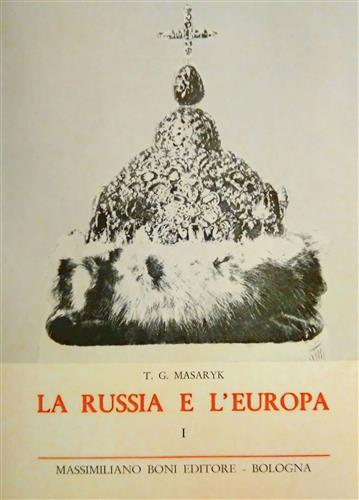 T. G. MASARYK
LA RUSSIA E L'EUROPA
I
MASSIMILIANO BONI EDITORE - BOLOGNA